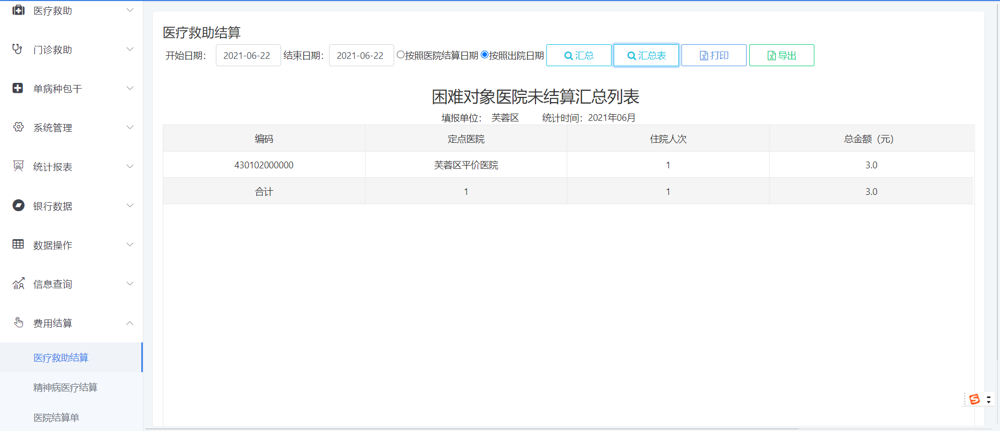 医疗救助
门诊救助
单病种包干
系统管理
统计报表
银行数据
数据操作
信息查询
费用结算
医疗救助结算
精神病医疗结算
医院结算单
医疗救助结算
开始日期： 2021-06-22 结束日期： 2021-06-22 按照医院结算日期 按照出院日期 汇总 汇总表 打印 导出
困难对象医院未结算汇总列表
填报单位： 芙蓉区 统计时间：2021年06月
编码 定点医院 住院人次 总金额（元）
430102000000 芙蓉区平价医院 1 3.0
合计 1 1 3.0